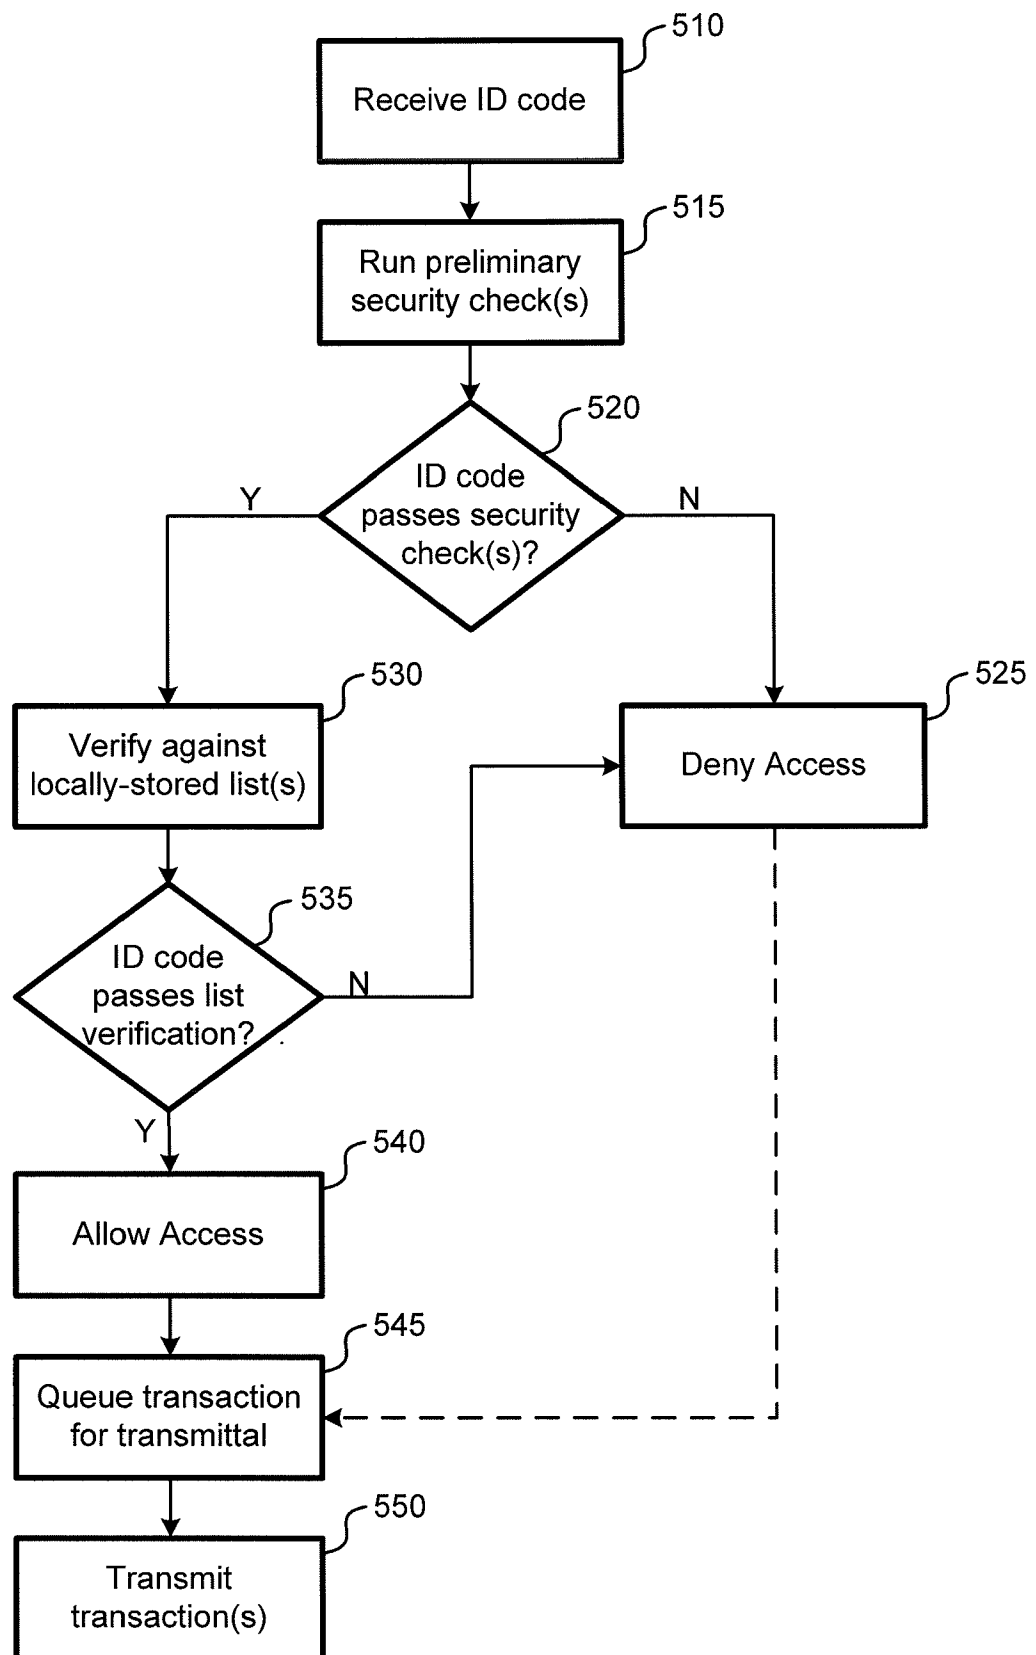 510
Receive ID code
515
Run preliminary
security check(s)
520
ID code
passes security
check(s)?
Y
N
530
525
Verify against
locally-stored list(s)
Deny Access
535
ID code
passes list
verification?
N
Y
540
Allow Access
545
Queue transaction
for transmittal
550
Transmit
transaction(s)